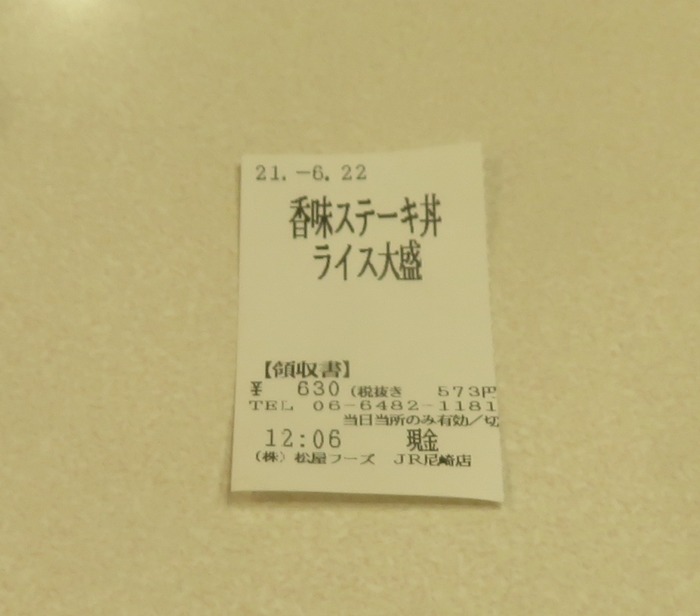 21.-6.22
香味ステーキ丼
ライス大盛
【領収書】
¥ 630 (税抜き 573円
TEL 06-6482-1181
当日当所のみ有効/切
12:06 現金
(株) 松屋フーズ JR尼崎店